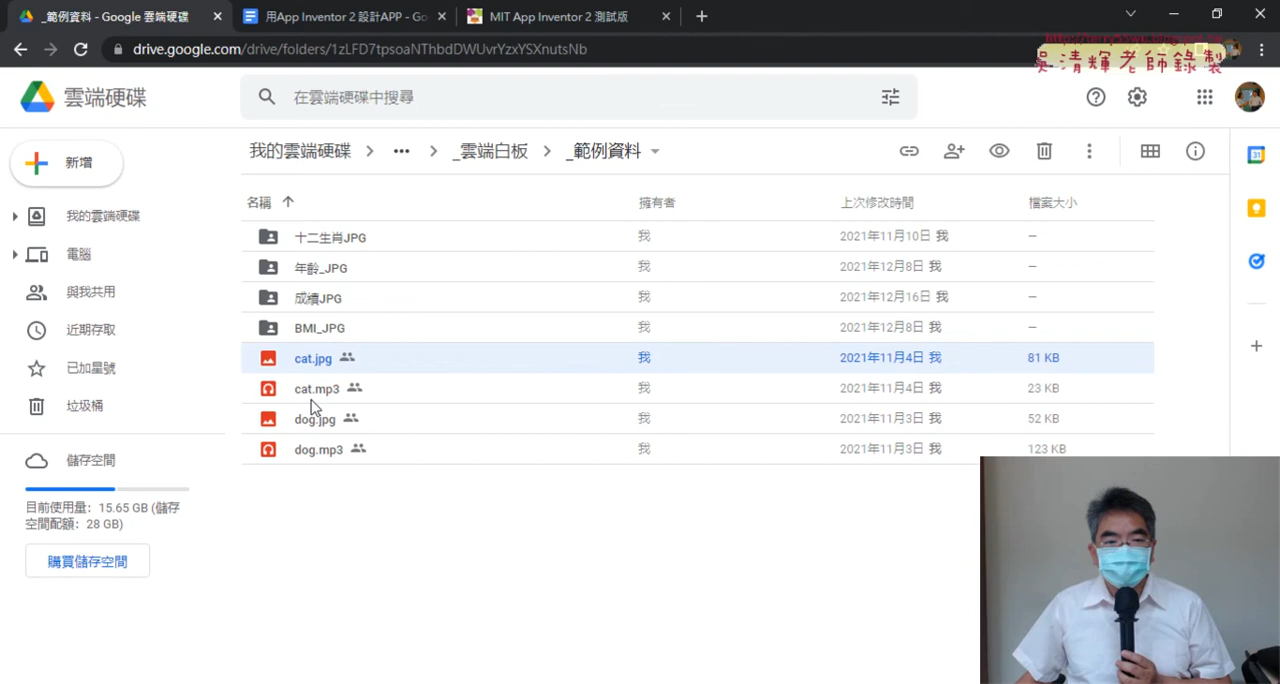 _範例資料 - Google 雲端硬碟
用App Inventor 2 設計APP - Go
MIT App Inventor 2 測試版
drive.google.com/drive/folders/1zLFD7tpsoaNThbdDWUvrYzxYSXnutsNb
吳清輝老師錄製
雲端硬碟
在雲端硬碟中搜尋
新增
我的雲端硬碟 > ... > _雲端白板 > _範例資料
名稱 擁有者 上次修改時間 檔案大小
十二生肖JPG 我 2021年11月10日 我 –
年齡_JPG 我 2021年12月8日 我 –
成績JPG 我 2021年12月16日 我 –
BMI_JPG 我 2021年12月8日 我 –
cat.jpg 我 2021年11月4日 我 81 KB
cat.mp3 我 2021年11月4日 我 23 KB
dog.jpg 我 2021年11月3日 我 52 KB
dog.mp3 我 2021年11月3日 我 123 KB
我的雲端硬碟
電腦
與我共用
近期存取
已加星號
垃圾桶
儲存空間
目前使用量：15.65 GB (儲存
空間配額：28 GB)
購買儲存空間
31